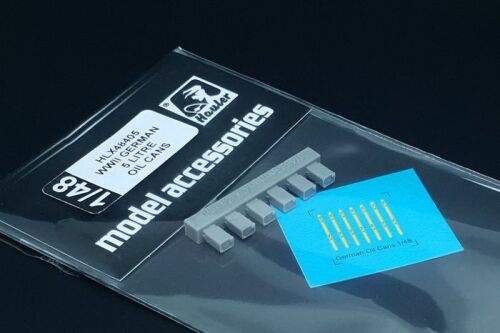 HLX48405
WWII GERMAN
5 LITRE
OIL CANS
Hauler
1/48
model accessories
German Oil Cans 1/48